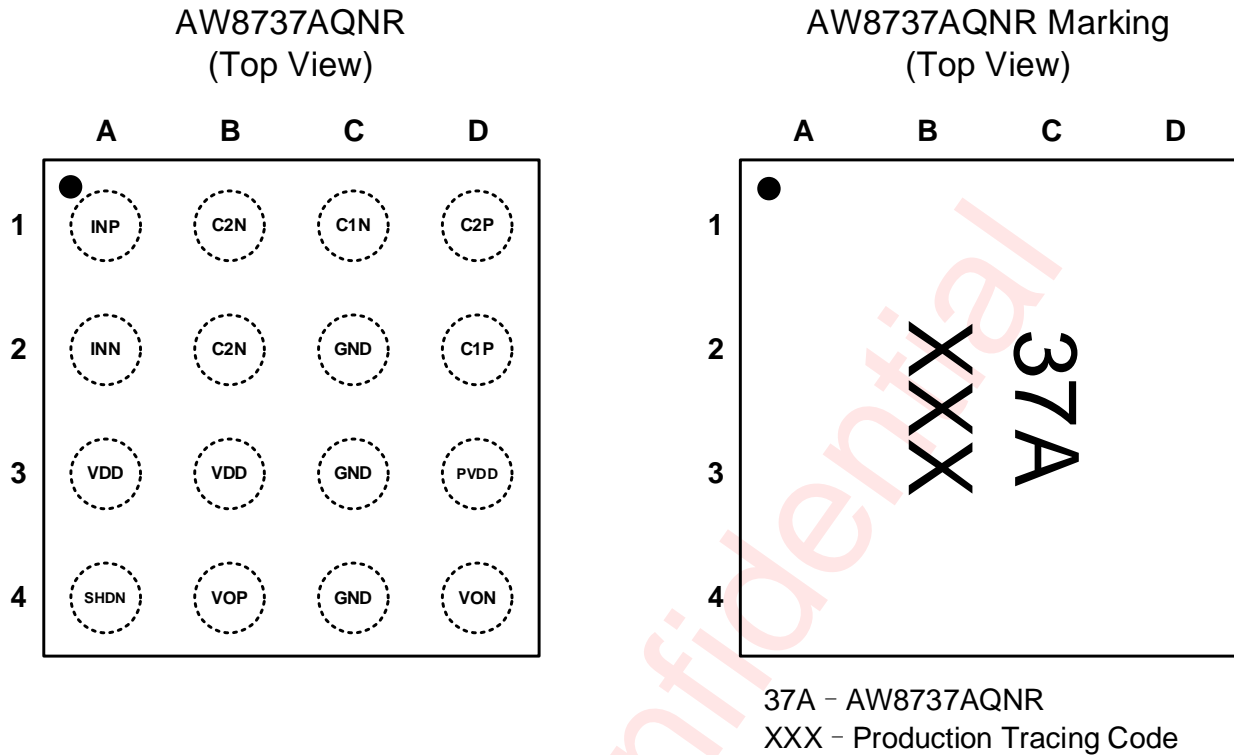 AW8737AQNR
(Top View)
A B C D
1 INP C2N C1N C2P
2 INN C2N GND C1P
3 VDD VDD GND PVDD
4 SHDN VOP GND VON
AW8737AQNR Marking
(Top View)
A B C D
1
2
3
4
37A
XXX
37A - AW8737AQNR
XXX - Production Tracing Code
nfidential